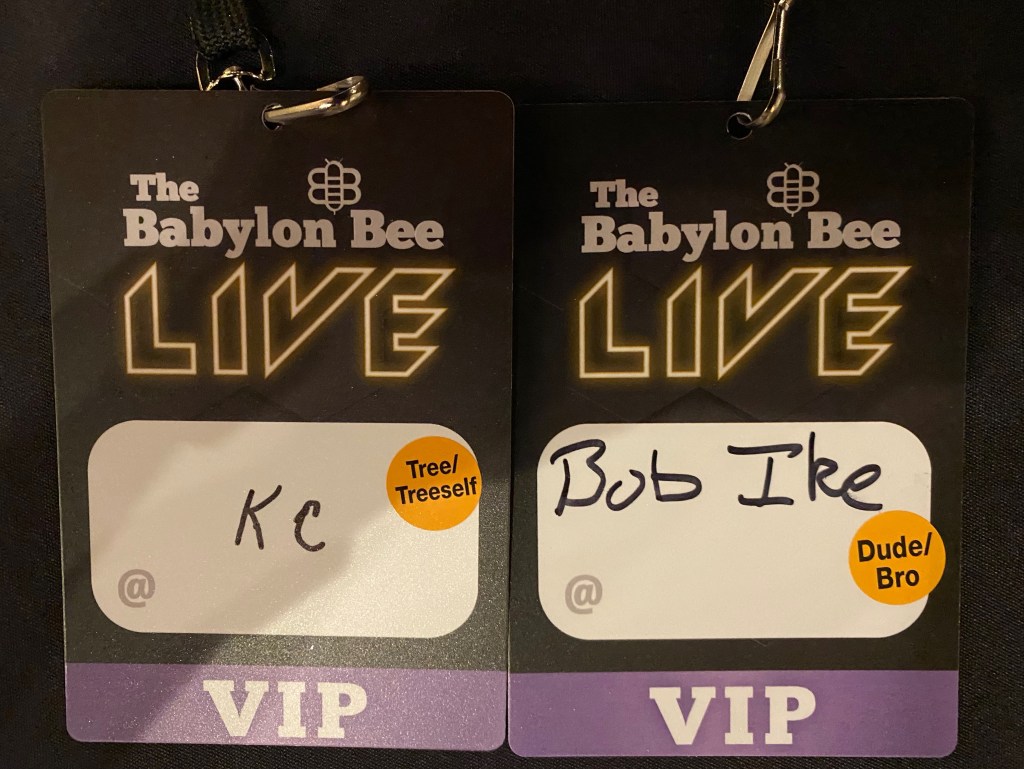 The
Babylon Bee
LIVE
Kc
Tree/
Treeself
@
VIP
The
Babylon Bee
LIVE
Bob Ike
Dude/
Bro
@
VIP